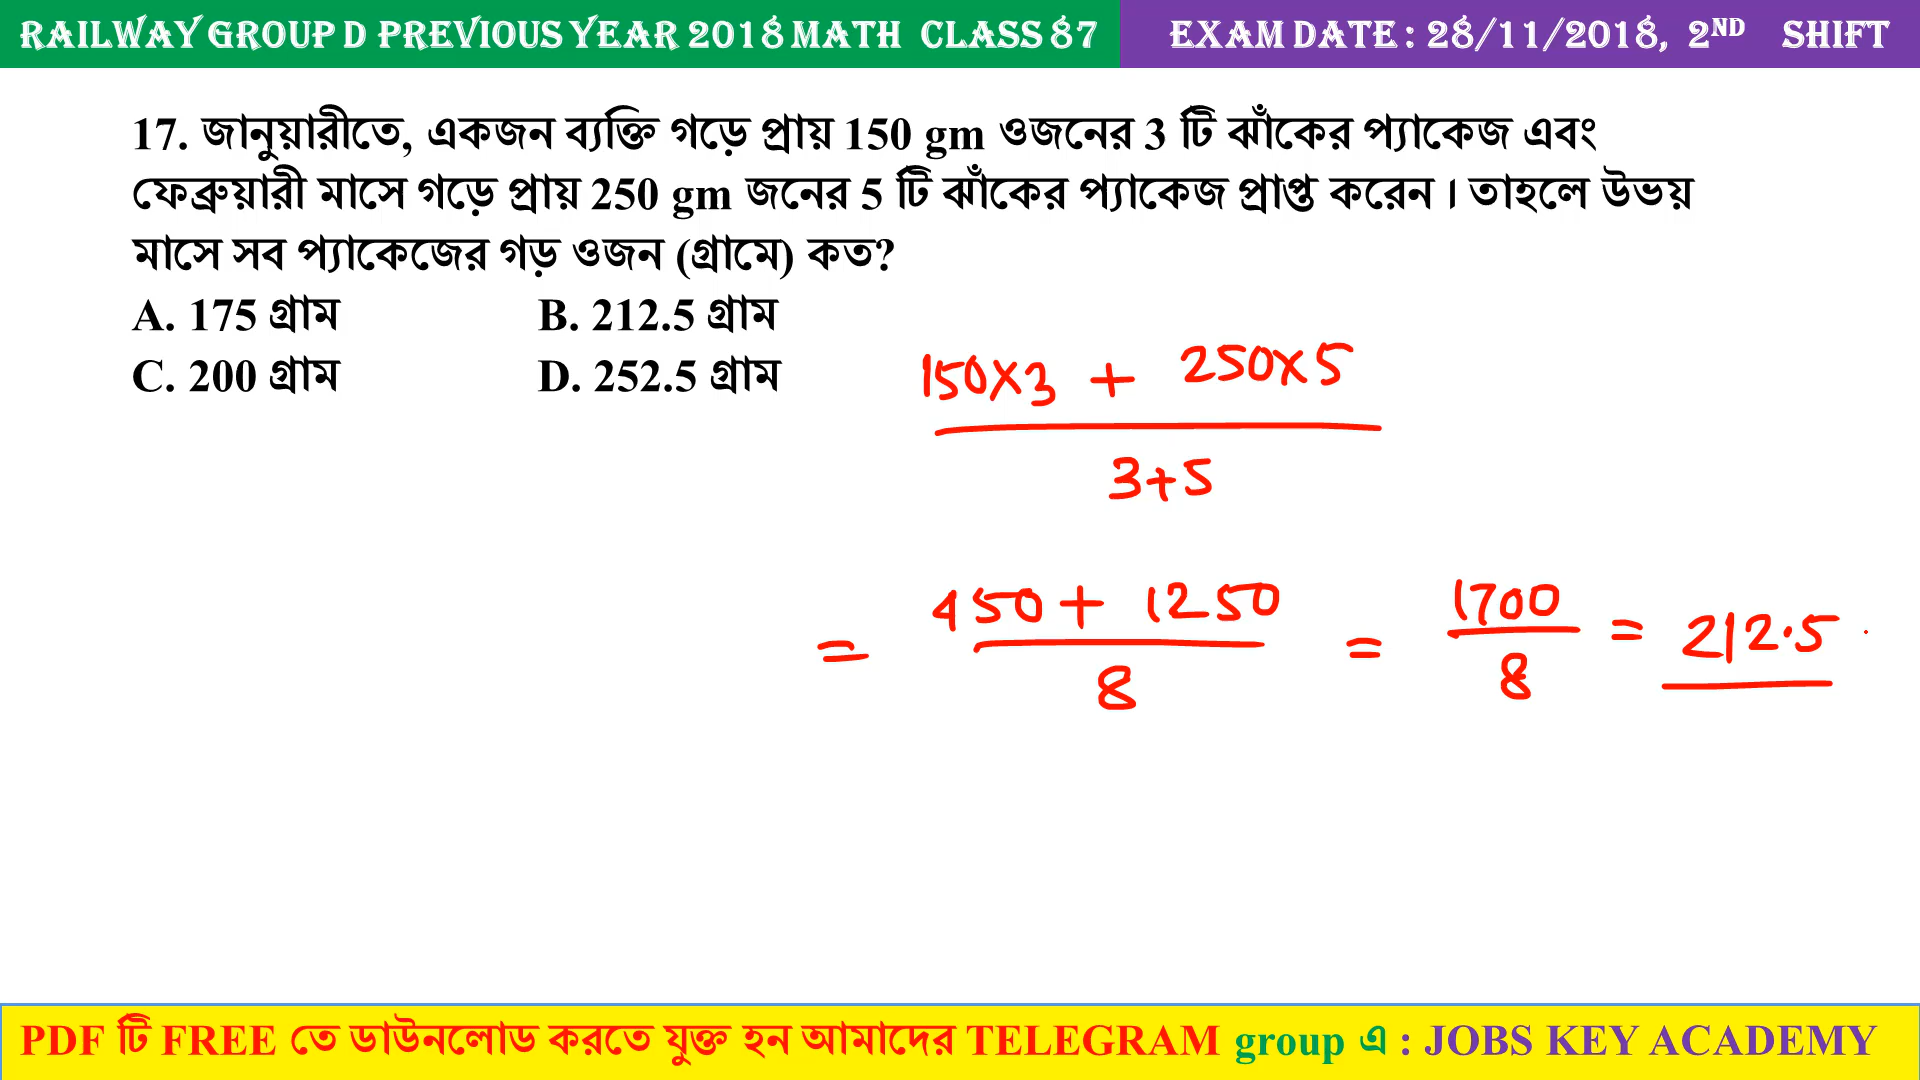 RAILWAY GROUP D PREVIOUS YEAR 2018 MATH CLASS 87 EXAM DATE : 28/11/2018, 2ND SHIFT
17. জানুয়ারীতে, একজন ব্যক্তি গড়ে প্রায় 150 gm ওজনের 3 টি ঝাঁকের প্যাকেজ এবং
ফেব্রুয়ারী মাসে গড়ে প্রায় 250 gm জনের 5 টি ঝাঁকের প্যাকেজ প্রাপ্ত করেন। তাহলে উভয়
মাসে সব প্যাকেজের গড় ওজন (গ্রামে) কত?
A. 175 গ্রাম B. 212.5 গ্রাম
C. 200 গ্রাম D. 252.5 গ্রাম
150×3 + 250×5
3+5
= 450 + 1250 = 1700 = 212.5
8 8
PDF টি FREE তে ডাউনলোড করতে যুক্ত হন আমাদের TELEGRAM group এ : JOBS KEY ACADEMY